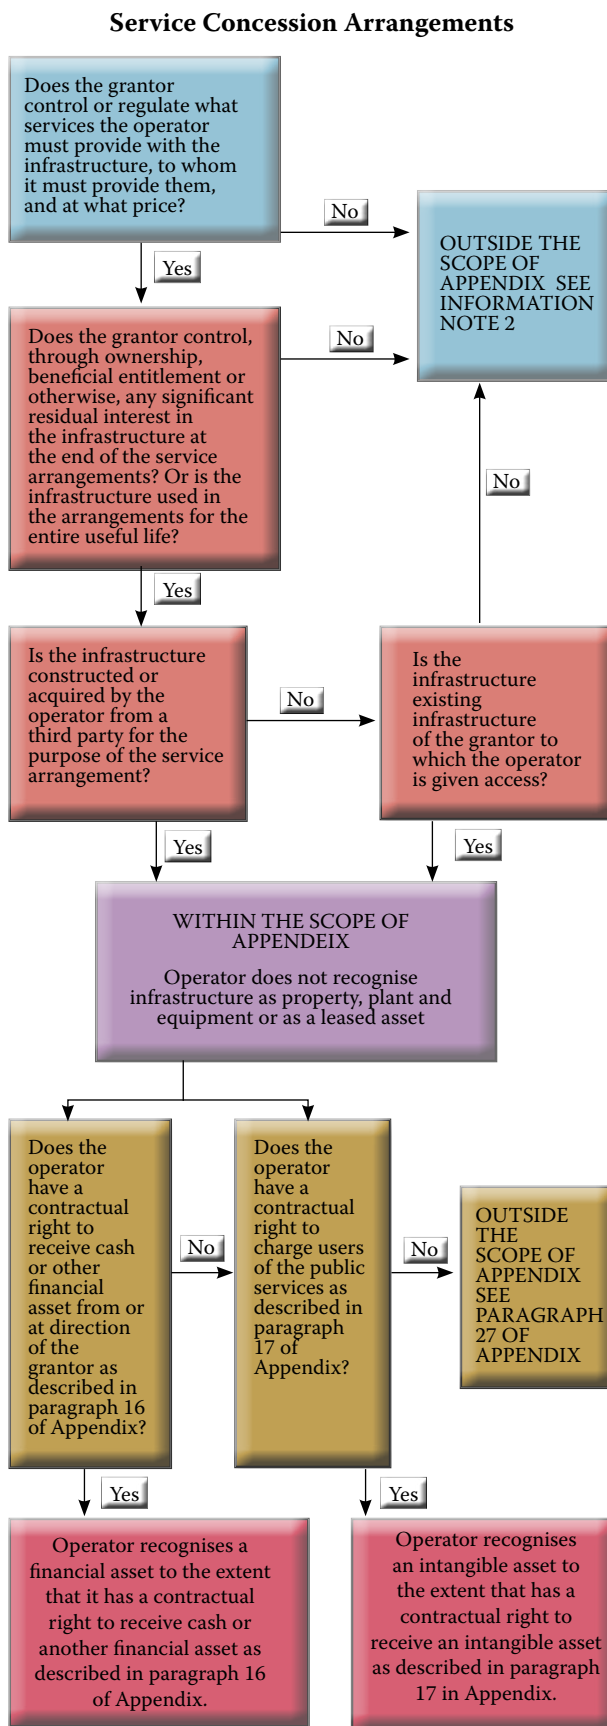 Service Concession Arrangements
Does the grantor
control or regulate what
services the operator
must provide with the
infrastructure, to whom
it must provide them,
and at what price?
No
OUTSIDE THE
SCOPE OF
APPENDIX SEE
INFORMATION
NOTE 2
Yes
Does the grantor control,
through ownership,
beneficial entitlement or
otherwise, any significant
residual interest in
the infrastructure at
the end of the service
arrangements? Or is the
infrastructure used in
the arrangements for the
entire useful life?
No
No
Yes
Is the infrastructure
constructed or
acquired by the
operator from a
third party for the
purpose of the service
arrangement?
No
Is the
infrastructure
existing
infrastructure
of the grantor to
which the operator
is given access?
Yes
Yes
WITHIN THE SCOPE OF
APPENDEIX
Operator does not recognise
infrastructure as property, plant and
equipment or as a leased asset
Does the
operator
have a
contractual
right to
receive cash
or other
financial
asset from or
at direction
of the
grantor as
described in
paragraph 16
of Appendix?
No
Does the
operator
have a
contractual
right to
charge users
of the public
services as
described in
paragraph
17 of
Appendix?
No
OUTSIDE
THE
SCOPE OF
APPENDIX
SEE
PARAGRAPH
27 OF
APPENDIX
Yes
Yes
Operator recognises a
financial asset to the extent
that it has a contractual
right to receive cash or
another financial asset as
described in paragraph 16
of Appendix.
Operator recognises
an intangible asset to
the extent that has a
contractual right to
receive an intangible asset
as described in paragraph
17 in Appendix.